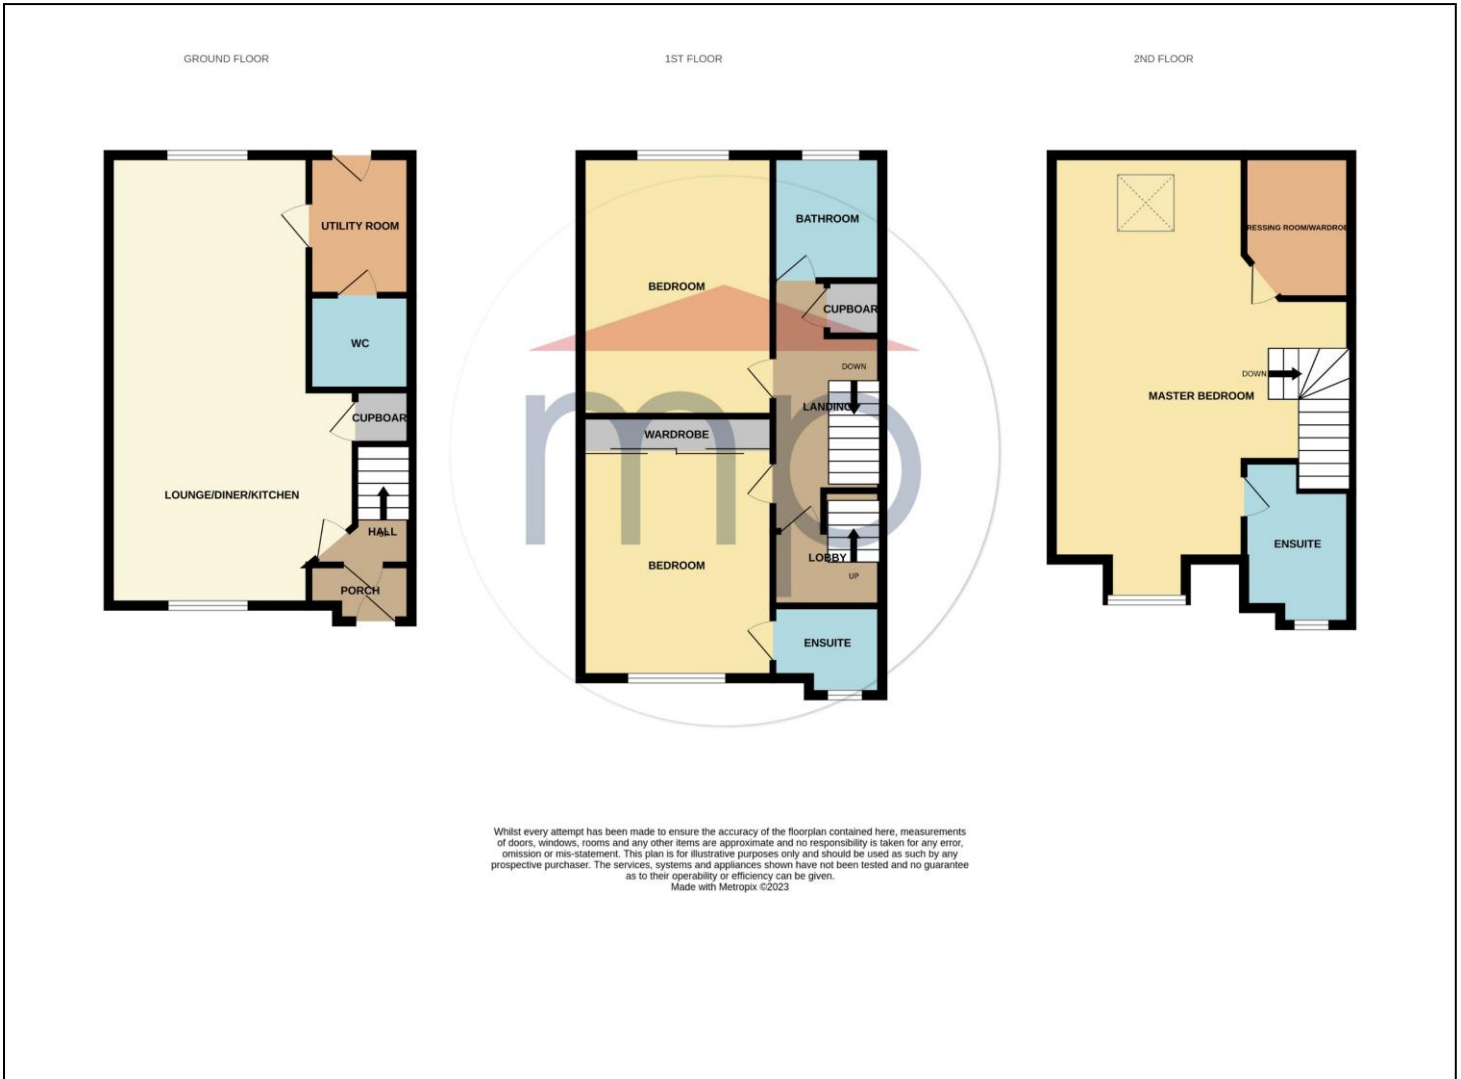 GROUND FLOOR
1ST FLOOR
2ND FLOOR
UTILITY ROOM
WC
CUPBOAR
LOUNGE/DINER/KITCHEN
HALL
PORCH
BATHROOM
BEDROOM
CUPBOAR
DOWN
LANDING
WARDROBE
BEDROOM
LOBBY
UP
ENSUITE
RESSING ROOM/WARDROB
DOWN
MASTER BEDROOM
ENSUITE
mp
Whilst every attempt has been made to ensure the accuracy of the floorplan contained here, measurements
of doors, windows, rooms and any other items are approximate and no responsibility is taken for any error,
omission or mis-statement. This plan is for illustrative purposes only and should be used as such by any
prospective purchaser. The services, systems and appliances shown have not been tested and no guarantee
as to their operability or efficiency can be given.
Made with Metropix ©2023